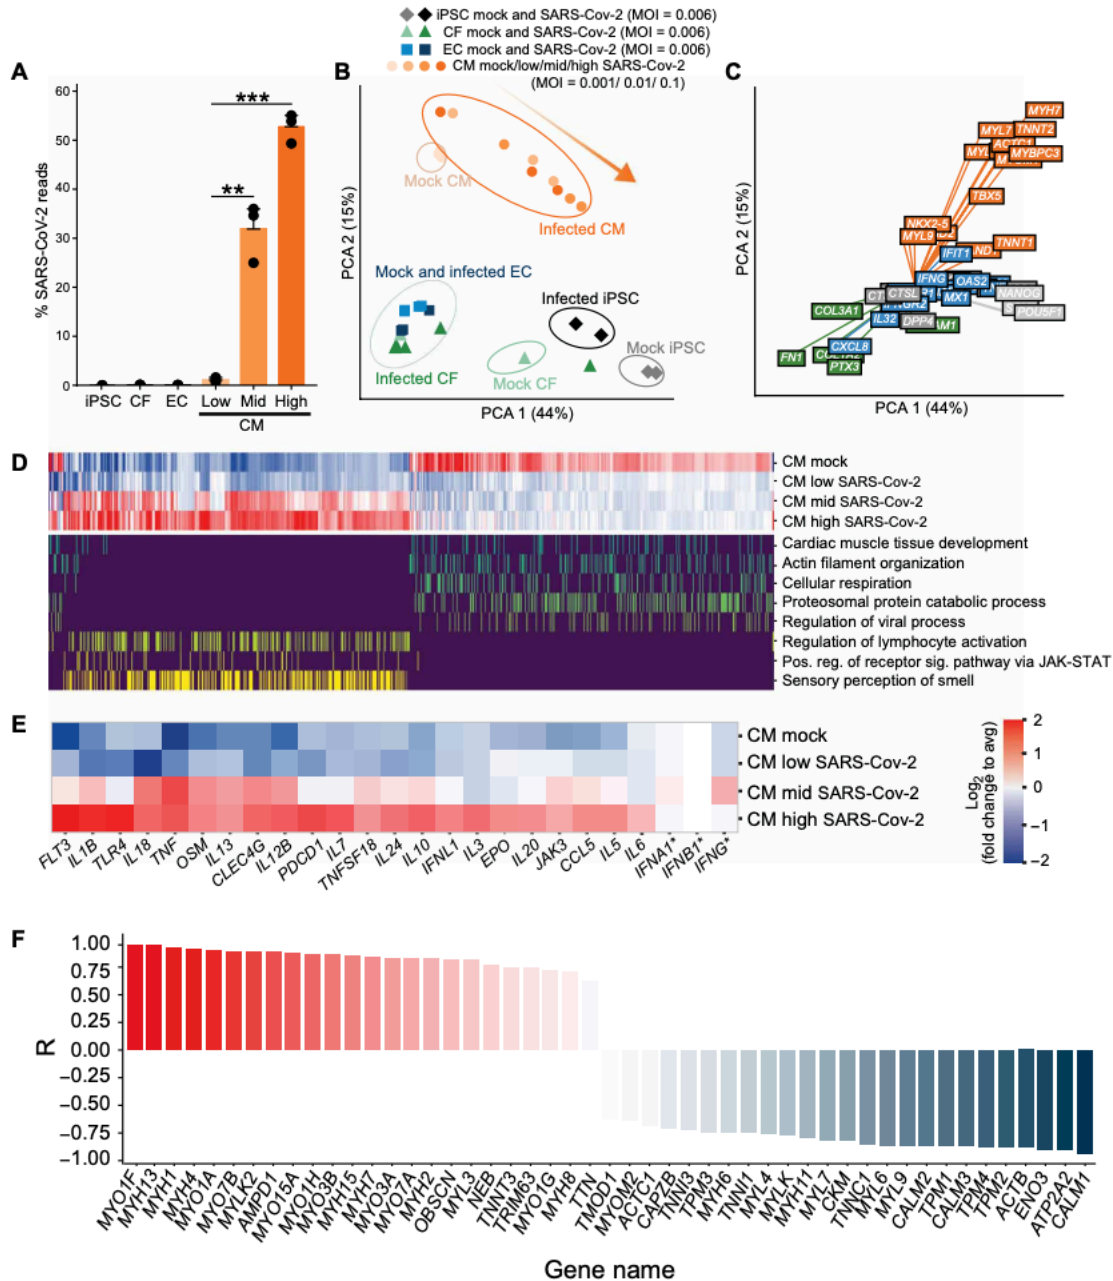 iPSC mock and SARS-Cov-2 (MOI = 0.006)
CF mock and SARS-Cov-2 (MOI = 0.006)
EC mock and SARS-Cov-2 (MOI = 0.006)
CM mock/low/mid/high SARS-Cov-2
(MOI = 0.001/ 0.01/ 0.1)
A
% SARS-CoV-2 reads
60
50
40
30
20
10
0
***
**
iPSC CF EC Low Mid High
CM
B
PCA 2 (15%)
Mock CM
Infected CM
Mock and infected EC
Infected iPSC
Mock iPSC
Infected CF
Mock CF
PCA 1 (44%)
C
PCA 2 (15%)
MYH7
MYL7 TNNT2
ACTC1
MYL MYBPC3
TBX5
NKX2-5
MYL9
TNNT1
IFIT1
IFNG OAS2
CT CTSL MX1 NANOG
COL3A1 IL32 DPP4 POU5F1
CXCL8
FN1
PTX3
PCA 1 (44%)
D
CM mock
CM low SARS-Cov-2
CM mid SARS-Cov-2
CM high SARS-Cov-2
Cardiac muscle tissue development
Actin filament organization
Cellular respiration
Proteosomal protein catabolic process
Regulation of viral process
Regulation of lymphocyte activation
Pos. reg. of receptor sig. pathway via JAK-STAT
Sensory perception of smell
E
CM mock
CM low SARS-Cov-2
CM mid SARS-Cov-2
CM high SARS-Cov-2
FLT3 IL1B TLR4 IL18 TNF OSM IL13 CLEC4G IL12B PDCD1 IL7 TNFSF18 IL24 IL10 IFNL1 IL3 EPO IL20 JAK3 CCL5 IL5 IL6 IFNA1* IFNB1* IFNG*
Log2
(fold change to avg)
2
1
0
−1
−2
F
R
1.00
0.75
0.50
0.25
0.00
−0.25
−0.50
−0.75
−1.00
MYO1F MYH13 MYH1 MYH4 MYO1A MYO7B MYLK2 AMPD1 MYO15A MYO1H MYO3B MYH15 MYH7 MYO3A MYO7A MYH2 OBSCN MYL3 NEB TNNT3 TRIM63 MYO1G MYH8 TTN TMOD1 MYOM2 ACTC1 CAPZB TNNI3 TPM3 MYH6 TNNI1 MYL4 MYLK MYH11 MYL7 CKM TNNC1 MYL6 MYL9 CALM2 TPM1 CALM3 TPM4 TPM2 ACTB ENO3 ATP2A2 CALM1
Gene name